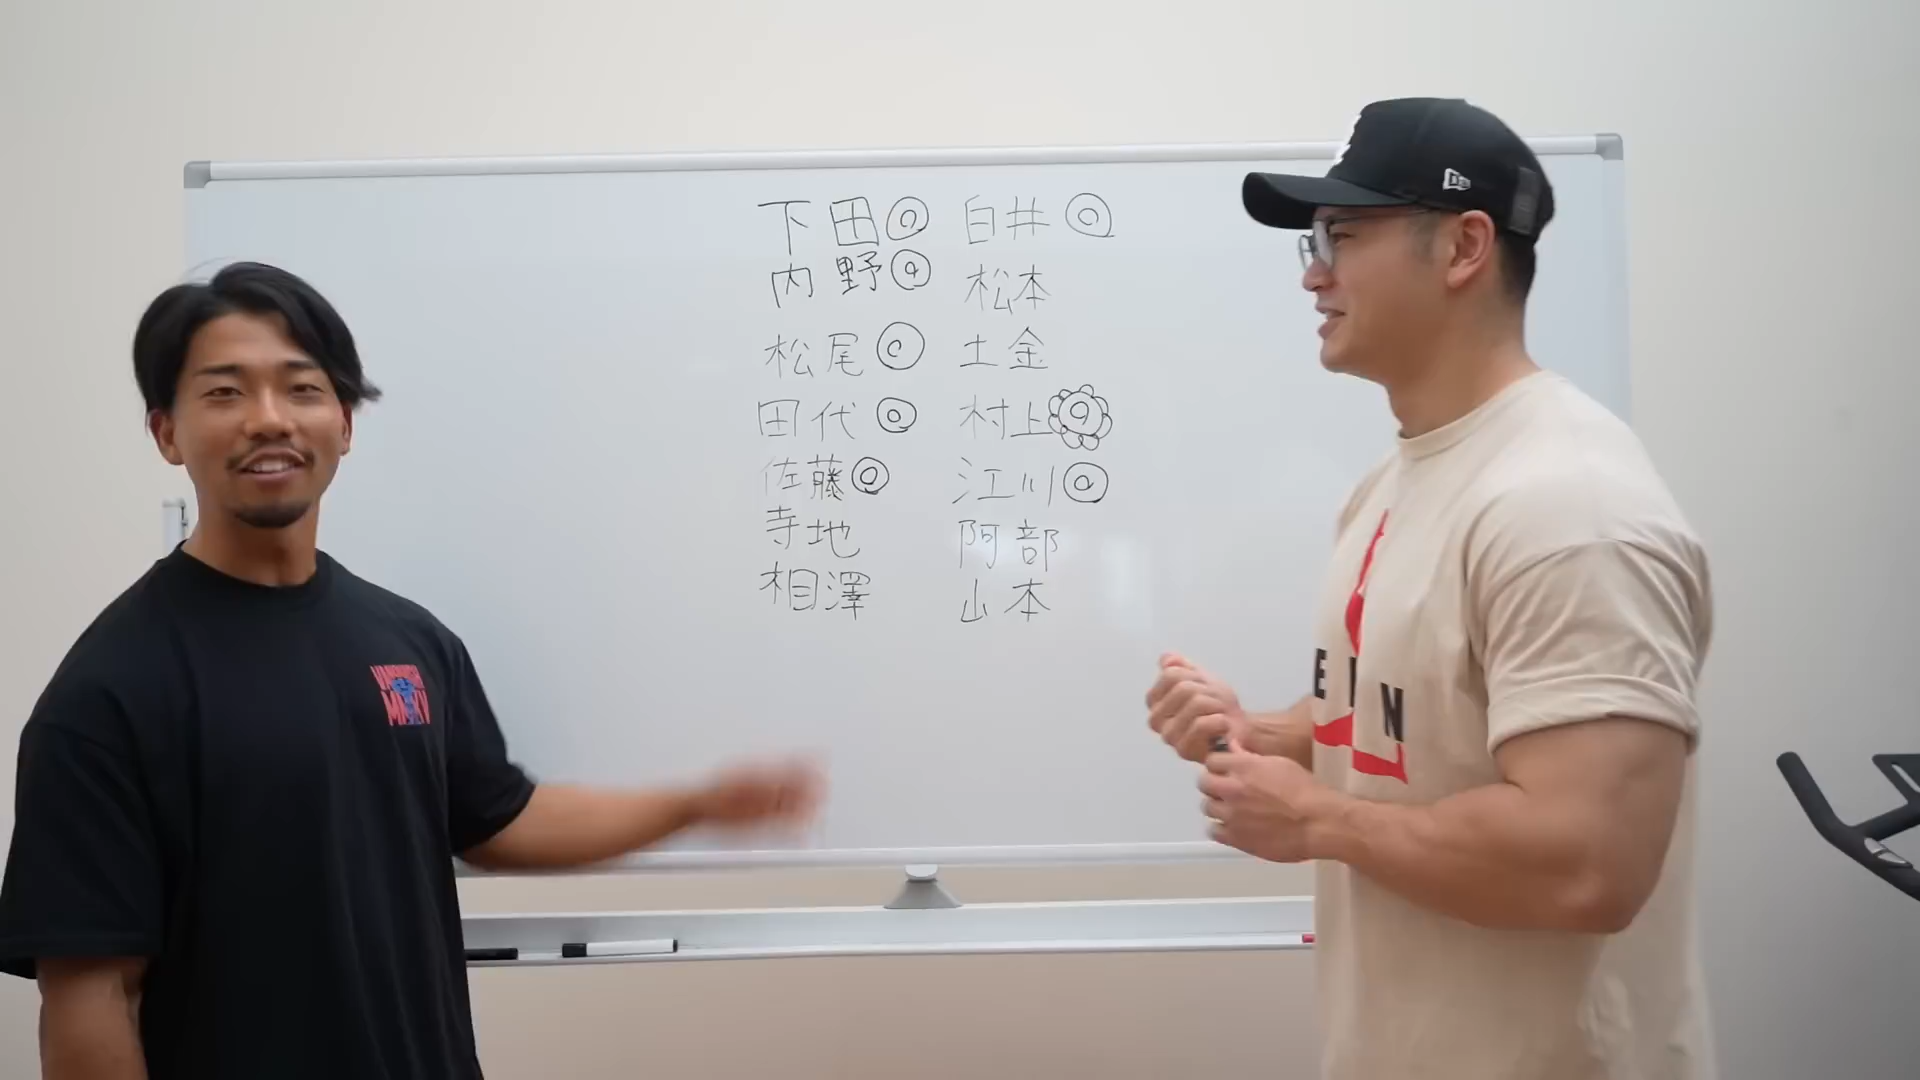 下田◎ 白井◎
内野◎ 松本
松尾◎ 土金
田代◎ 村上
佐藤◎ 江川◎
寺地 阿部
相澤 山本